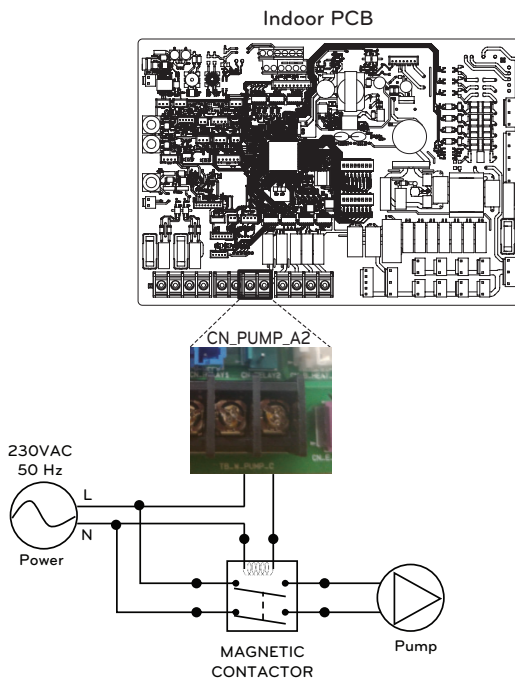 Indoor PCB
CN_PUMP_A2
230VAC
50 Hz
L
N
Power
MAGNETIC
CONTACTOR
Pump